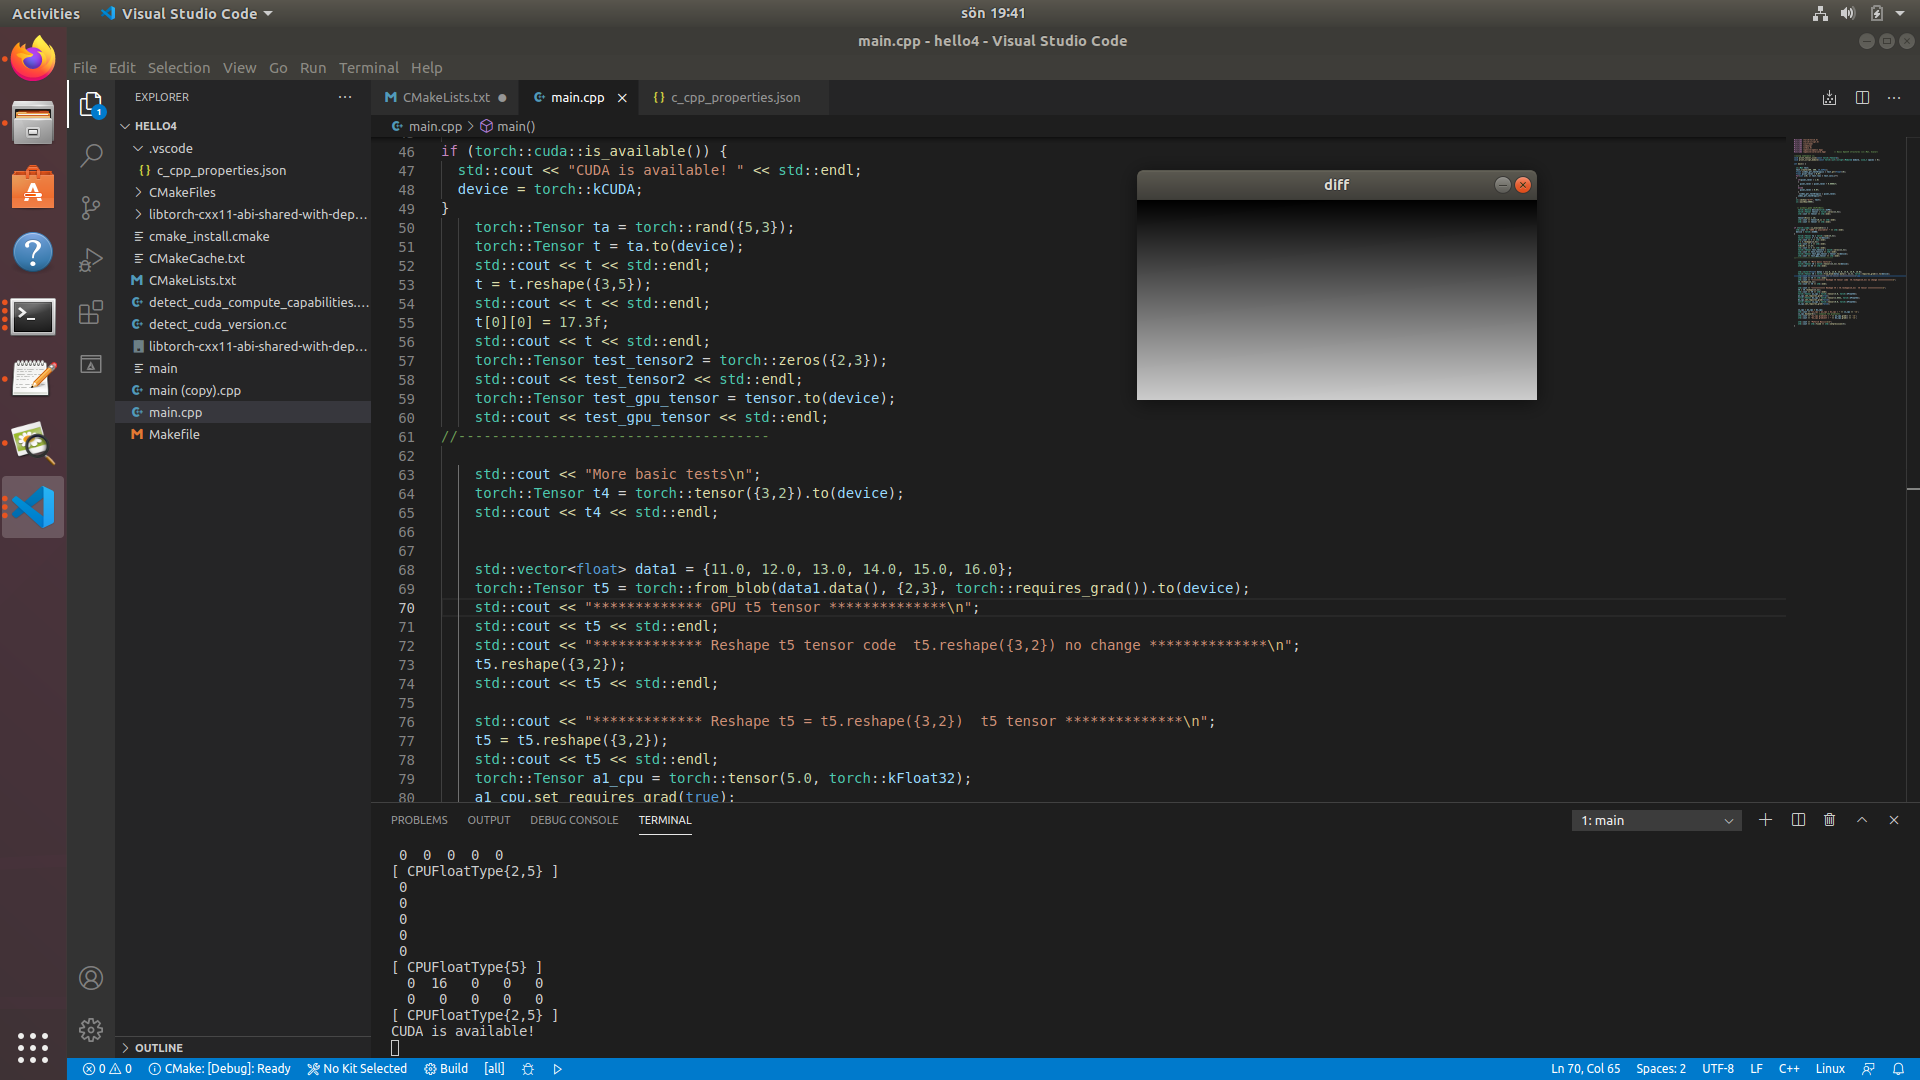 Activities
Visual Studio Code
sön 19:41
main.cpp - hello4 - Visual Studio Code
File Edit Selection View Go Run Terminal Help
EXPLORER
HELLO4
.vscode
c_cpp_properties.json
CMakeFiles
libtorch-cxx11-abi-shared-with-dep...
cmake_install.cmake
CMakeCache.txt
CMakeLists.txt
detect_cuda_compute_capabilities....
detect_cuda_version.cc
libtorch-cxx11-abi-shared-with-dep...
main
main (copy).cpp
main.cpp
Makefile
OUTLINE
1
CMakeLists.txt
main.cpp
c_cpp_properties.json
main.cpp > main()
46 if (torch::cuda::is_available()) {
47 std::cout << "CUDA is available! " << std::endl;
48 device = torch::kCUDA;
49 }
50 torch::Tensor ta = torch::rand({5,3});
51 torch::Tensor t = ta.to(device);
52 std::cout << t << std::endl;
53 t = t.reshape({3,5});
54 std::cout << t << std::endl;
55 t[0][0] = 17.3f;
56 std::cout << t << std::endl;
57 torch::Tensor test_tensor2 = torch::zeros({2,3});
58 std::cout << test_tensor2 << std::endl;
59 torch::Tensor test_gpu_tensor = tensor.to(device);
60 std::cout << test_gpu_tensor << std::endl;
61 //-------------------------------------
62
63 std::cout << "More basic tests\n";
64 torch::Tensor t4 = torch::tensor({3,2}).to(device);
65 std::cout << t4 << std::endl;
66
67
68 std::vector<float> data1 = {11.0, 12.0, 13.0, 14.0, 15.0, 16.0};
69 torch::Tensor t5 = torch::from_blob(data1.data(), {2,3}, torch::requires_grad()).to(device);
70 std::cout << "************* GPU t5 tensor **************\n";
71 std::cout << t5 << std::endl;
72 std::cout << "************* Reshape t5 tensor code  t5.reshape({3,2}) no change **************\n";
73 t5.reshape({3,2});
74 std::cout << t5 << std::endl;
75
76 std::cout << "************* Reshape t5 = t5.reshape({3,2})  t5 tensor **************\n";
77 t5 = t5.reshape({3,2});
78 std::cout << t5 << std::endl;
79 torch::Tensor a1_cpu = torch::tensor(5.0, torch::kFloat32);
80 a1_cpu.set_requires_grad(true);
diff
PROBLEMS OUTPUT DEBUG CONSOLE TERMINAL
1: main
0 0 0 0 0
[ CPUFloatType{2,5} ]
0
0
0
0
0
[ CPUFloatType{5} ]
0 16 0 0 0
0 0 0 0 0
[ CPUFloatType{2,5} ]
CUDA is available!
0 0 CMake: [Debug]: Ready No Kit Selected Build [all]
Ln 70, Col 65 Spaces: 2 UTF-8 LF C++ Linux